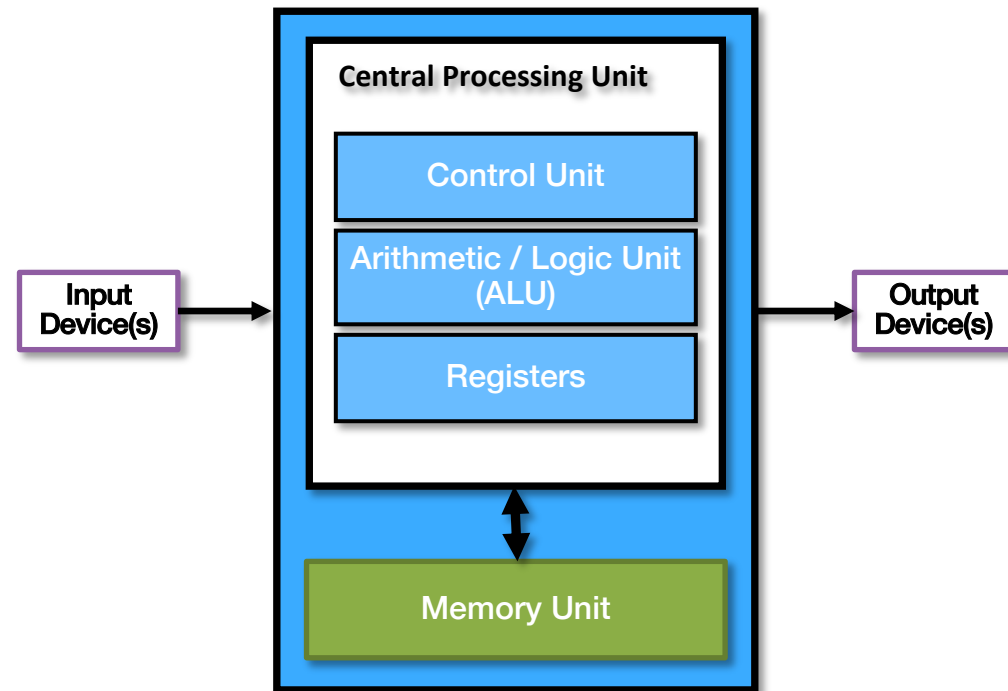 Central Processing Unit
Control Unit
Arithmetic / Logic Unit
(ALU)
Registers
Input
Device(s)
Output
Device(s)
Memory Unit